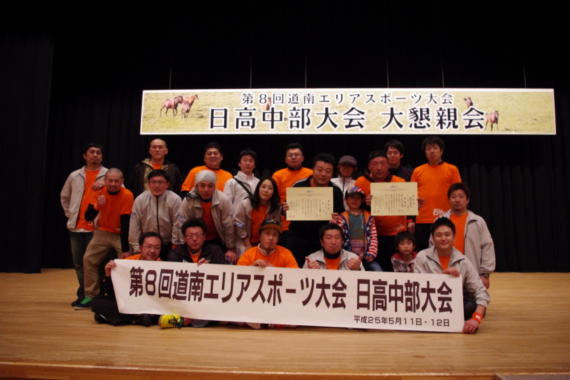 第8回道南エリアスポーツ大会
日高中部大会 大懇親会
第8回道南エリアスポーツ大会 日高中部大会
平成25年5月11日・12日